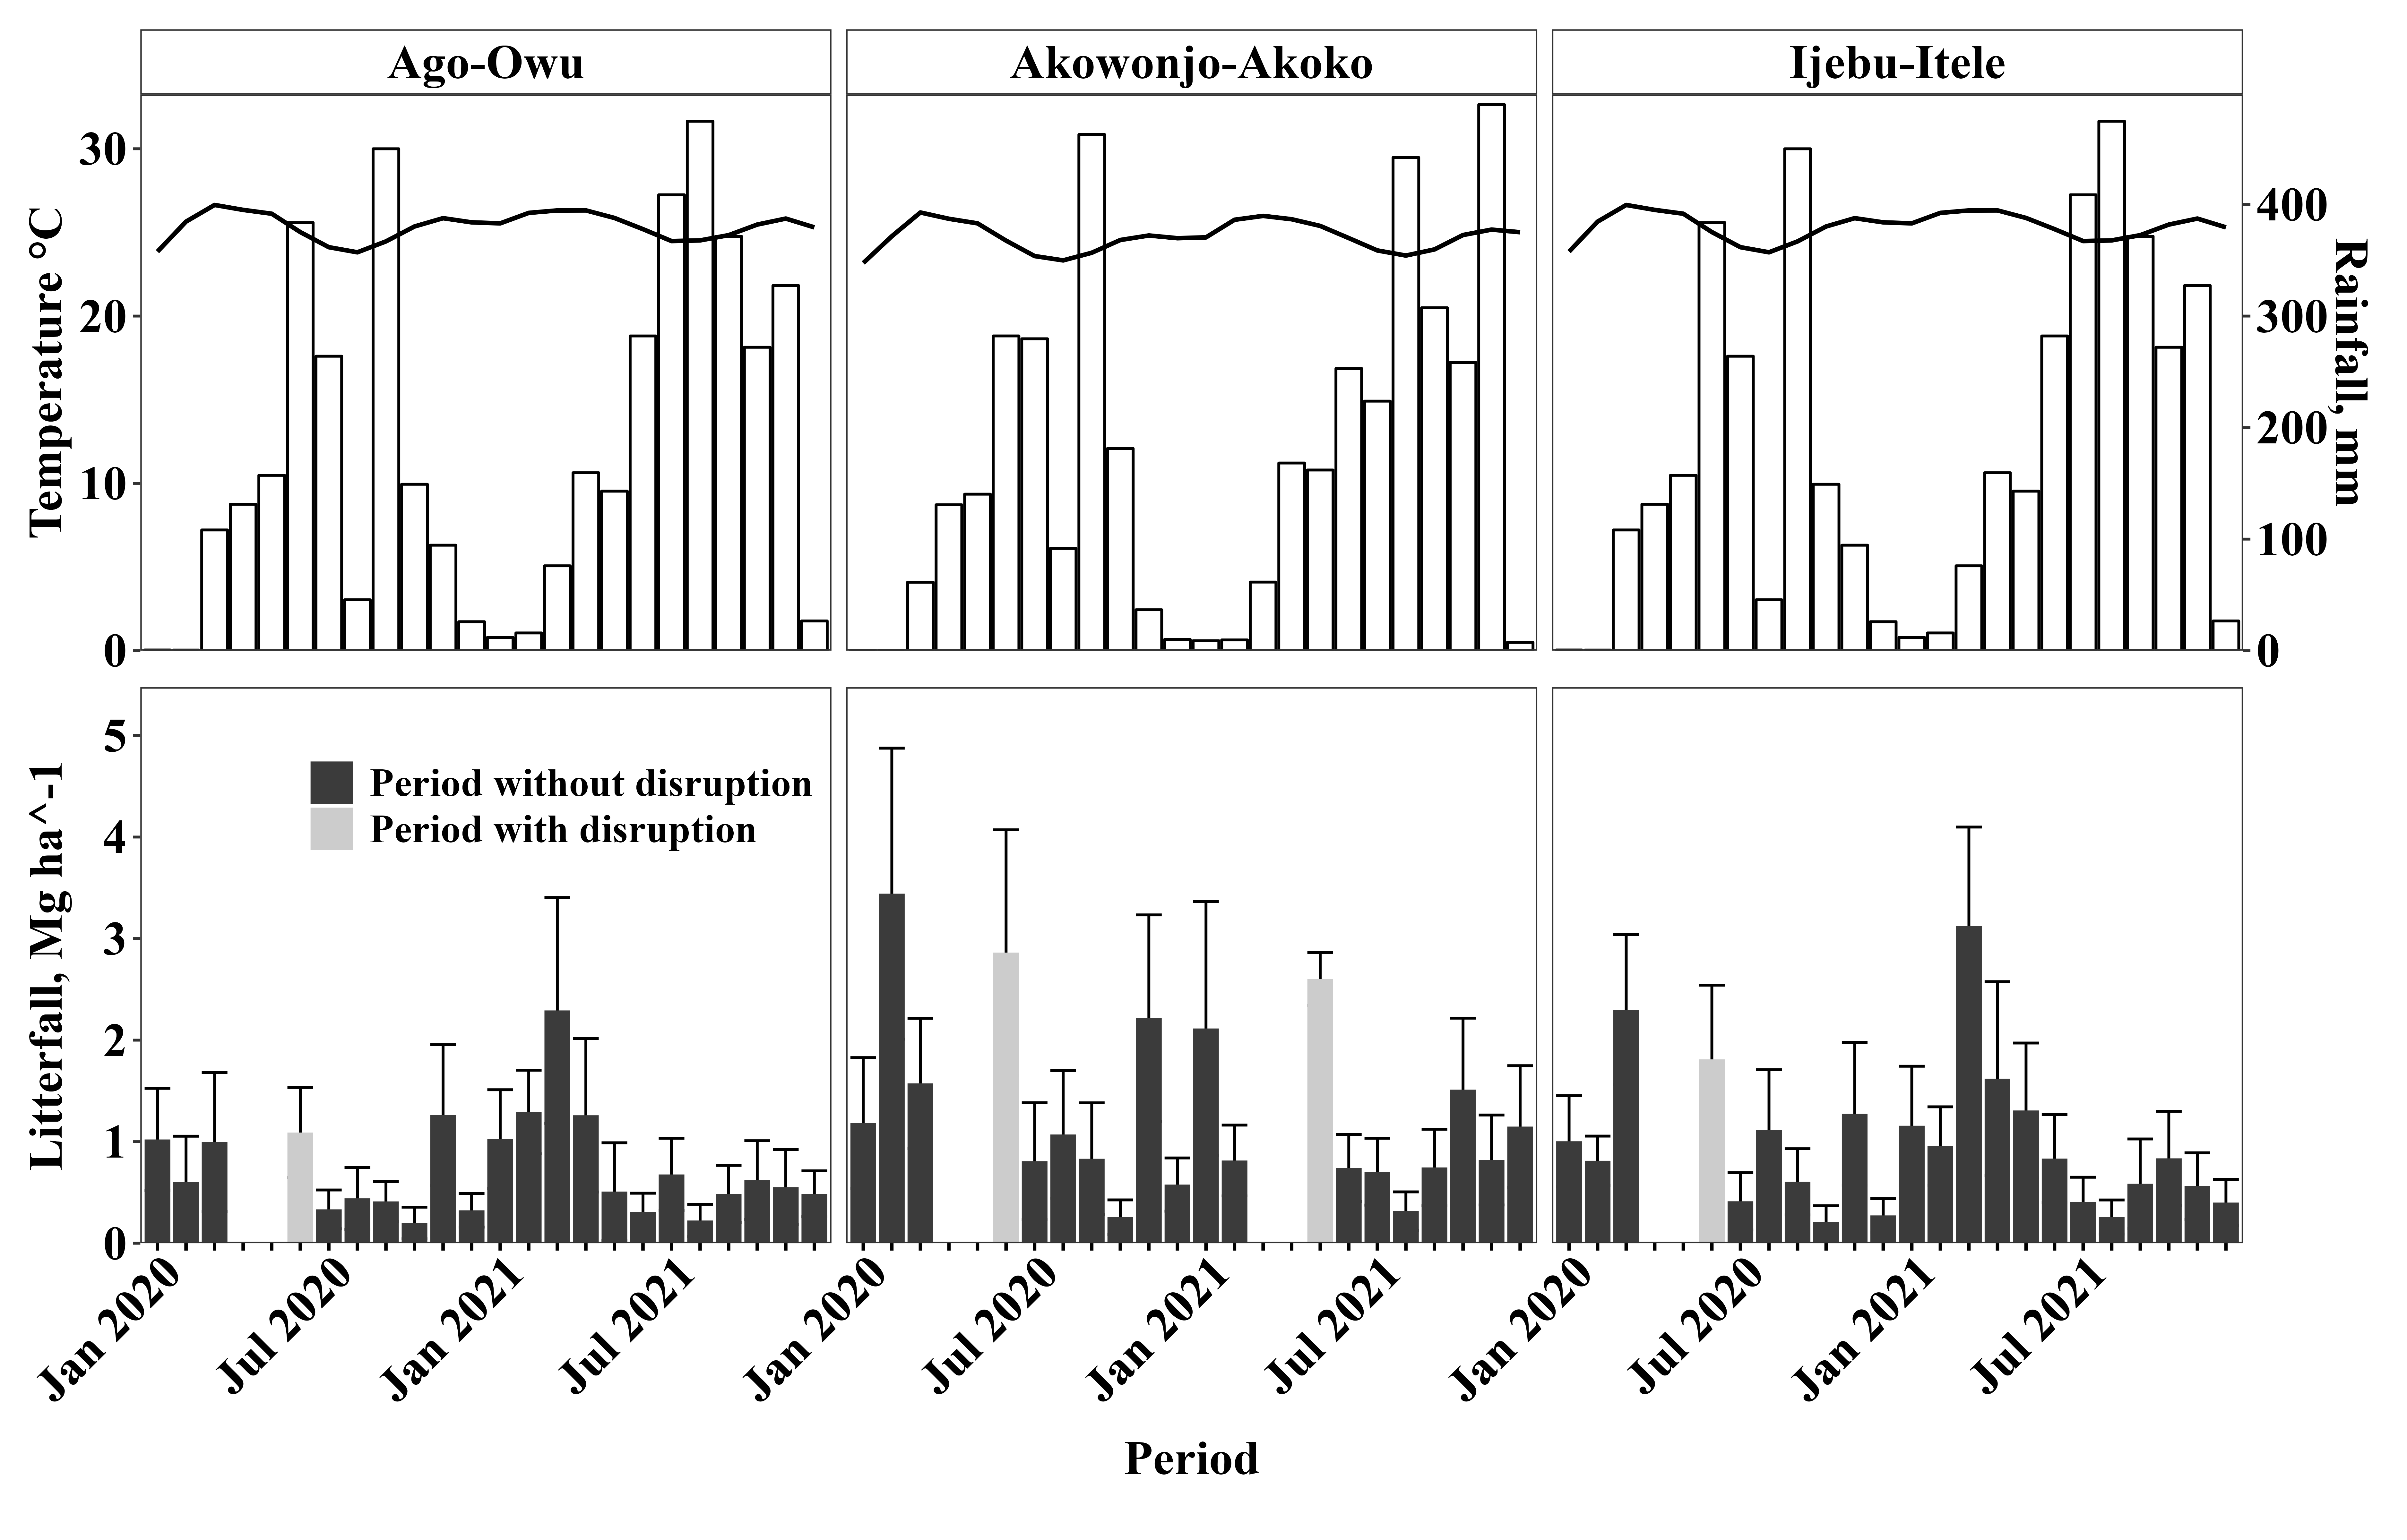 Ago-Owu
Akowonjo-Akoko
Ijebu-Itele
Temperature °C
30
20
10
0
Rainfall, mm
400
300
200
100
0
Litterfall, Mg ha^-1
5
4
3
2
1
0
Period without disruption
Period with disruption
Jan 2020
Jul 2020
Jan 2021
Jul 2021
Jan 2020
Jul 2020
Jan 2021
Jul 2021
Jan 2020
Jul 2020
Jan 2021
Jul 2021
Period